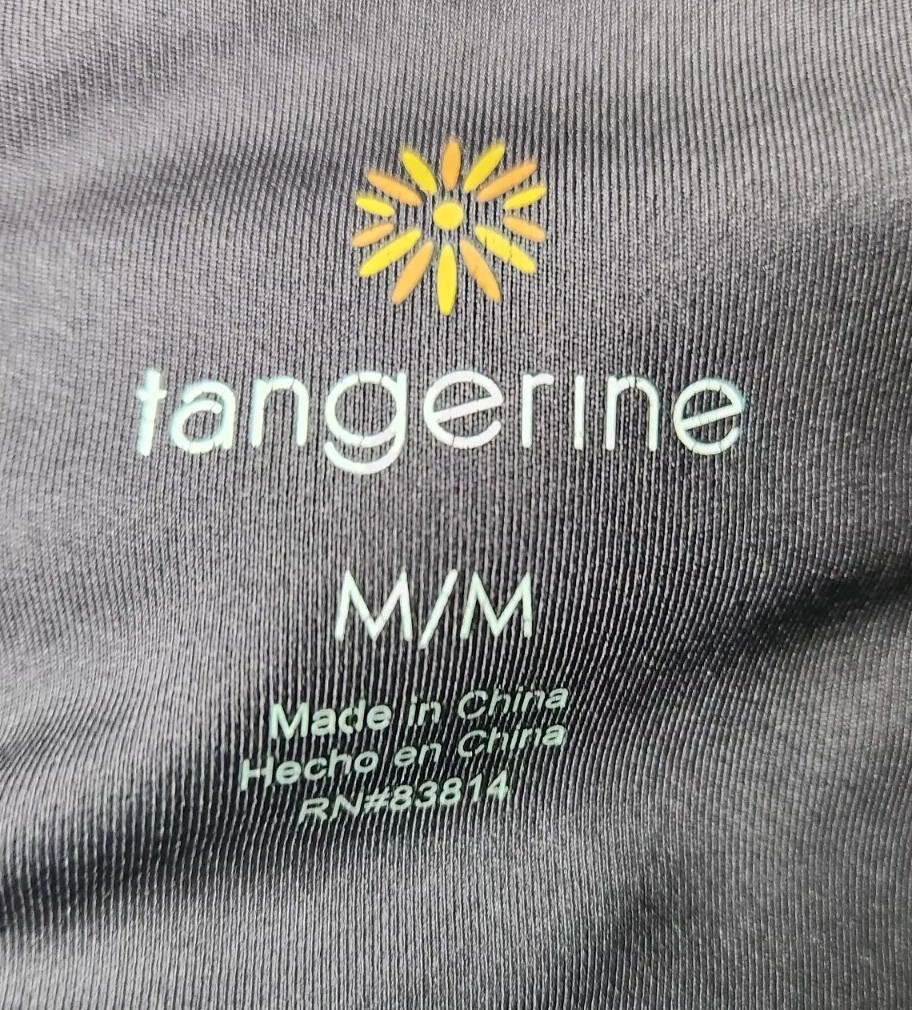 tangerine
M/M
Made in China
Hecho en China
RN#83814